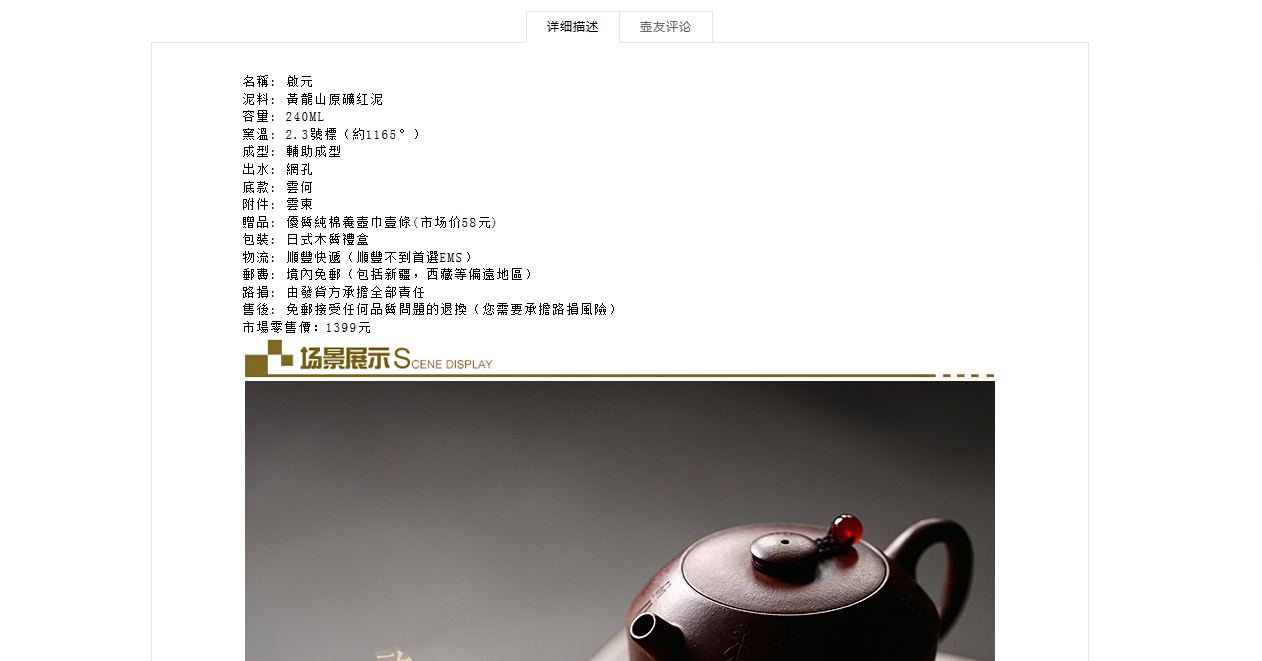 详细描述
壶友评论
名稱：啟元
泥料：黃龍山原礦红泥
容量：240ML
窯溫：2.3號標（約1165°）
成型：輔助成型
出水：網孔
底款：雲何
附件：雲東
贈品：優質純棉養壺巾壹條(市场价58元)
包裝：日式木質禮盒
物流：順豐快遞（順豐不到首選EMS）
郵費：境內免郵（包括新疆，西藏等偏遠地區）
路損：由發貨方承擔全部責任
售後：免郵接受任何品質問題的退換（您需要承擔路損風險）
市場零售價：1399元
场景展示SCENE DISPLAY